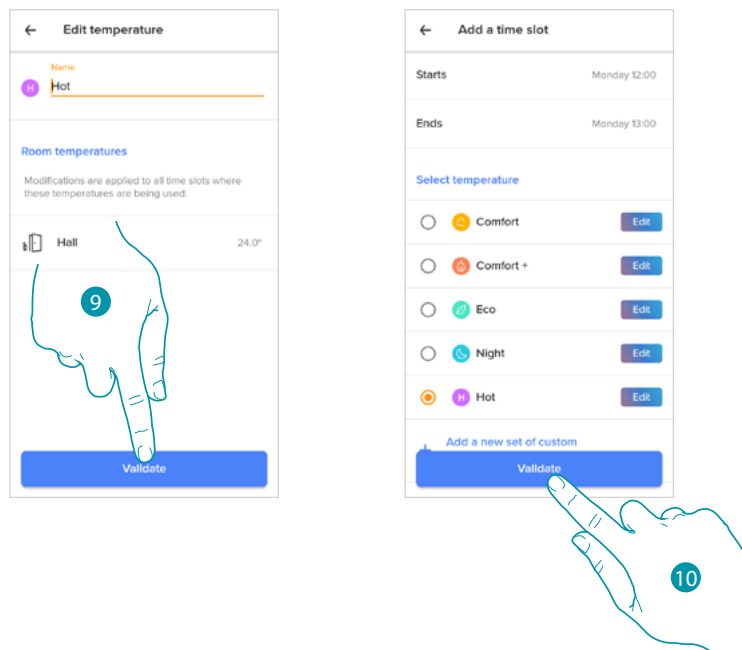 Edit temperature
Name
H
Hot
Room temperatures
Modifications are applied to all time slots where
these temperatures are being used.
Hall 24.0°
9
Validate
Add a time slot
Starts Monday 12:00
Ends Monday 13:00
Select temperature
Comfort Edit
Comfort + Edit
Eco Edit
Night Edit
H Hot Edit
+ Add a new set of custom
Validate
10